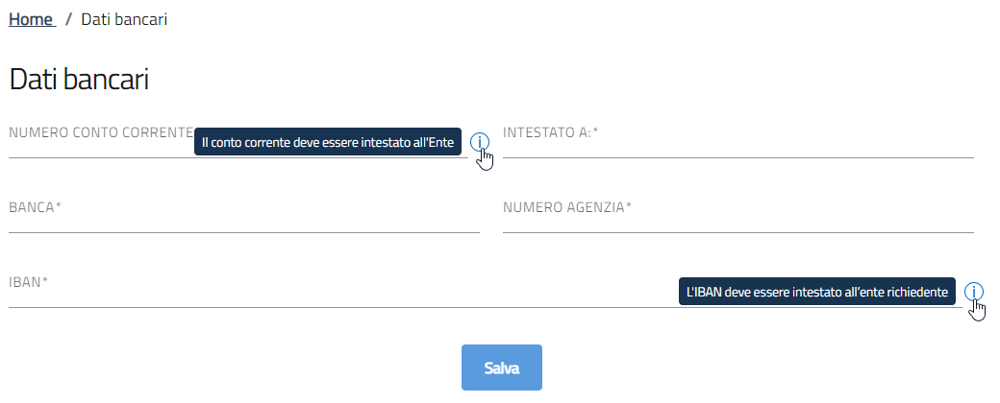 Home / Dati bancari
Dati bancari
NUMERO CONTO CORRENTE
Il conto corrente deve essere intestato all'Ente
INTESTATO A:*
BANCA*
NUMERO AGENZIA*
IBAN*
L'IBAN deve essere intestato all’ente richiedente
Salva